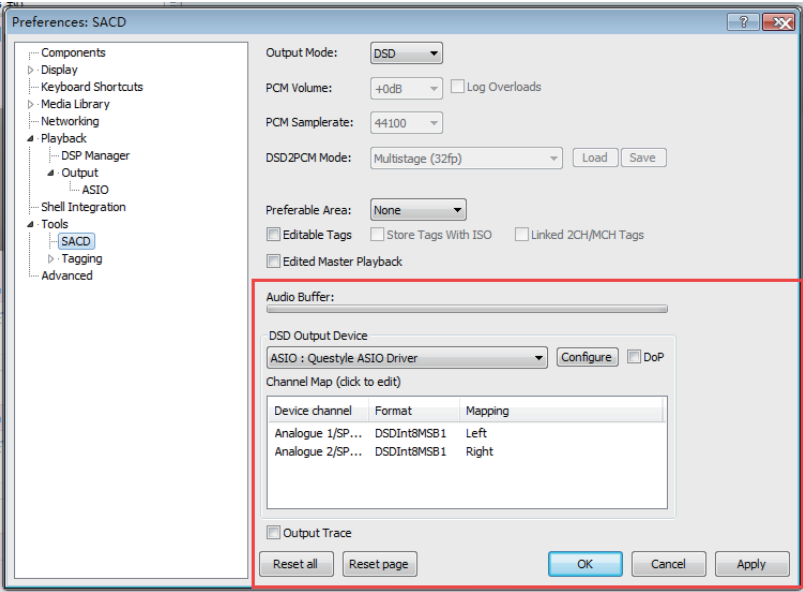 Preferences: SACD
Components
Display
Keyboard Shortcuts
Media Library
Networking
Playback
DSP Manager
Output
ASIO
Shell Integration
Tools
SACD
Tagging
Advanced
Output Mode: DSD
PCM Volume: +0dB Log Overloads
PCM Samplerate: 44100
DSD2PCM Mode: Multistage (32fp) Load Save
Preferable Area: None
Editable Tags Store Tags With ISO Linked 2CH/MCH Tags
Edited Master Playback
Audio Buffer:
DSD Output Device
ASIO : Questyle ASIO Driver Configure DoP
Channel Map (click to edit)
Device channel Format Mapping
Analogue 1/SP... DSDInt8MSB1 Left
Analogue 2/SP... DSDInt8MSB1 Right
Output Trace
Reset all Reset page OK Cancel Apply